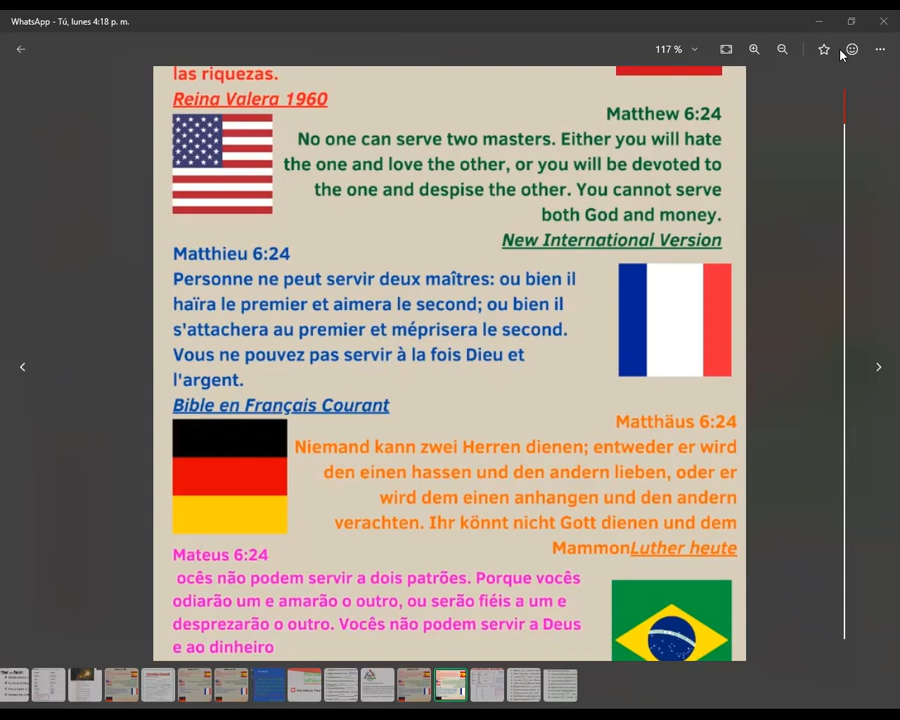 WhatsApp - Tú, lunes 4:18 p. m.
117 %
las riquezas.
Reina Valera 1960
Matthew 6:24
No one can serve two masters. Either you will hate
the one and love the other, or you will be devoted to
the one and despise the other. You cannot serve
both God and money.
New International Version
Matthieu 6:24
Personne ne peut servir deux maîtres: ou bien il
haïra le premier et aimera le second; ou bien il
s'attachera au premier et méprisera le second.
Vous ne pouvez pas servir à la fois Dieu et
l'argent.
Bible en Français Courant
Matthäus 6:24
Niemand kann zwei Herren dienen; entweder er wird
den einen hassen und den andern lieben, oder er
wird dem einen anhangen und den andern
verachten. Ihr könnt nicht Gott dienen und dem
MammonLuther heute
Mateus 6:24
ocês não podem servir a dois patrões. Porque vocês
odiarão um e amarão o outro, ou serão fiéis a um e
desprezarão o outro. Vocês não podem servir a Deus
e ao dinheiro